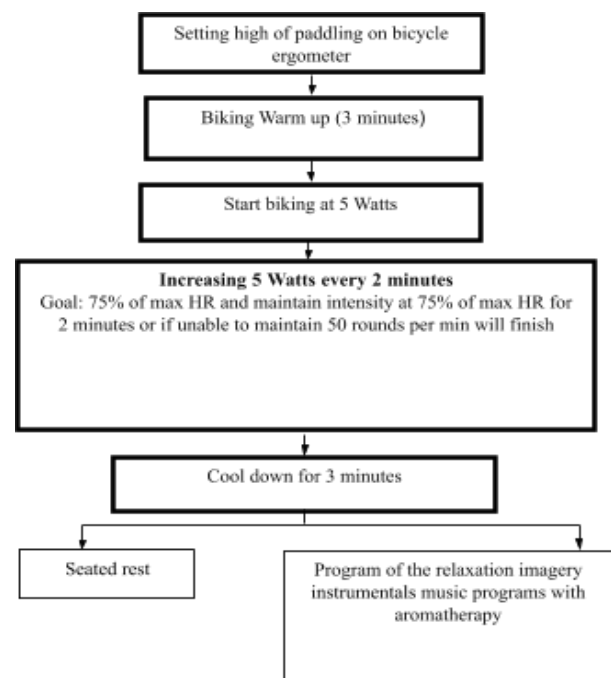 Setting high of paddling on bicycle
ergometer
Biking Warm up (3 minutes)
Start biking at 5 Watts
Increasing 5 Watts every 2 minutes
Goal: 75% of max HR and maintain intensity at 75% of max HR for
2 minutes or if unable to maintain 50 rounds per min will finish
Cool down for 3 minutes
Seated rest
Program of the relaxation imagery
instrumentals music programs with
aromatherapy